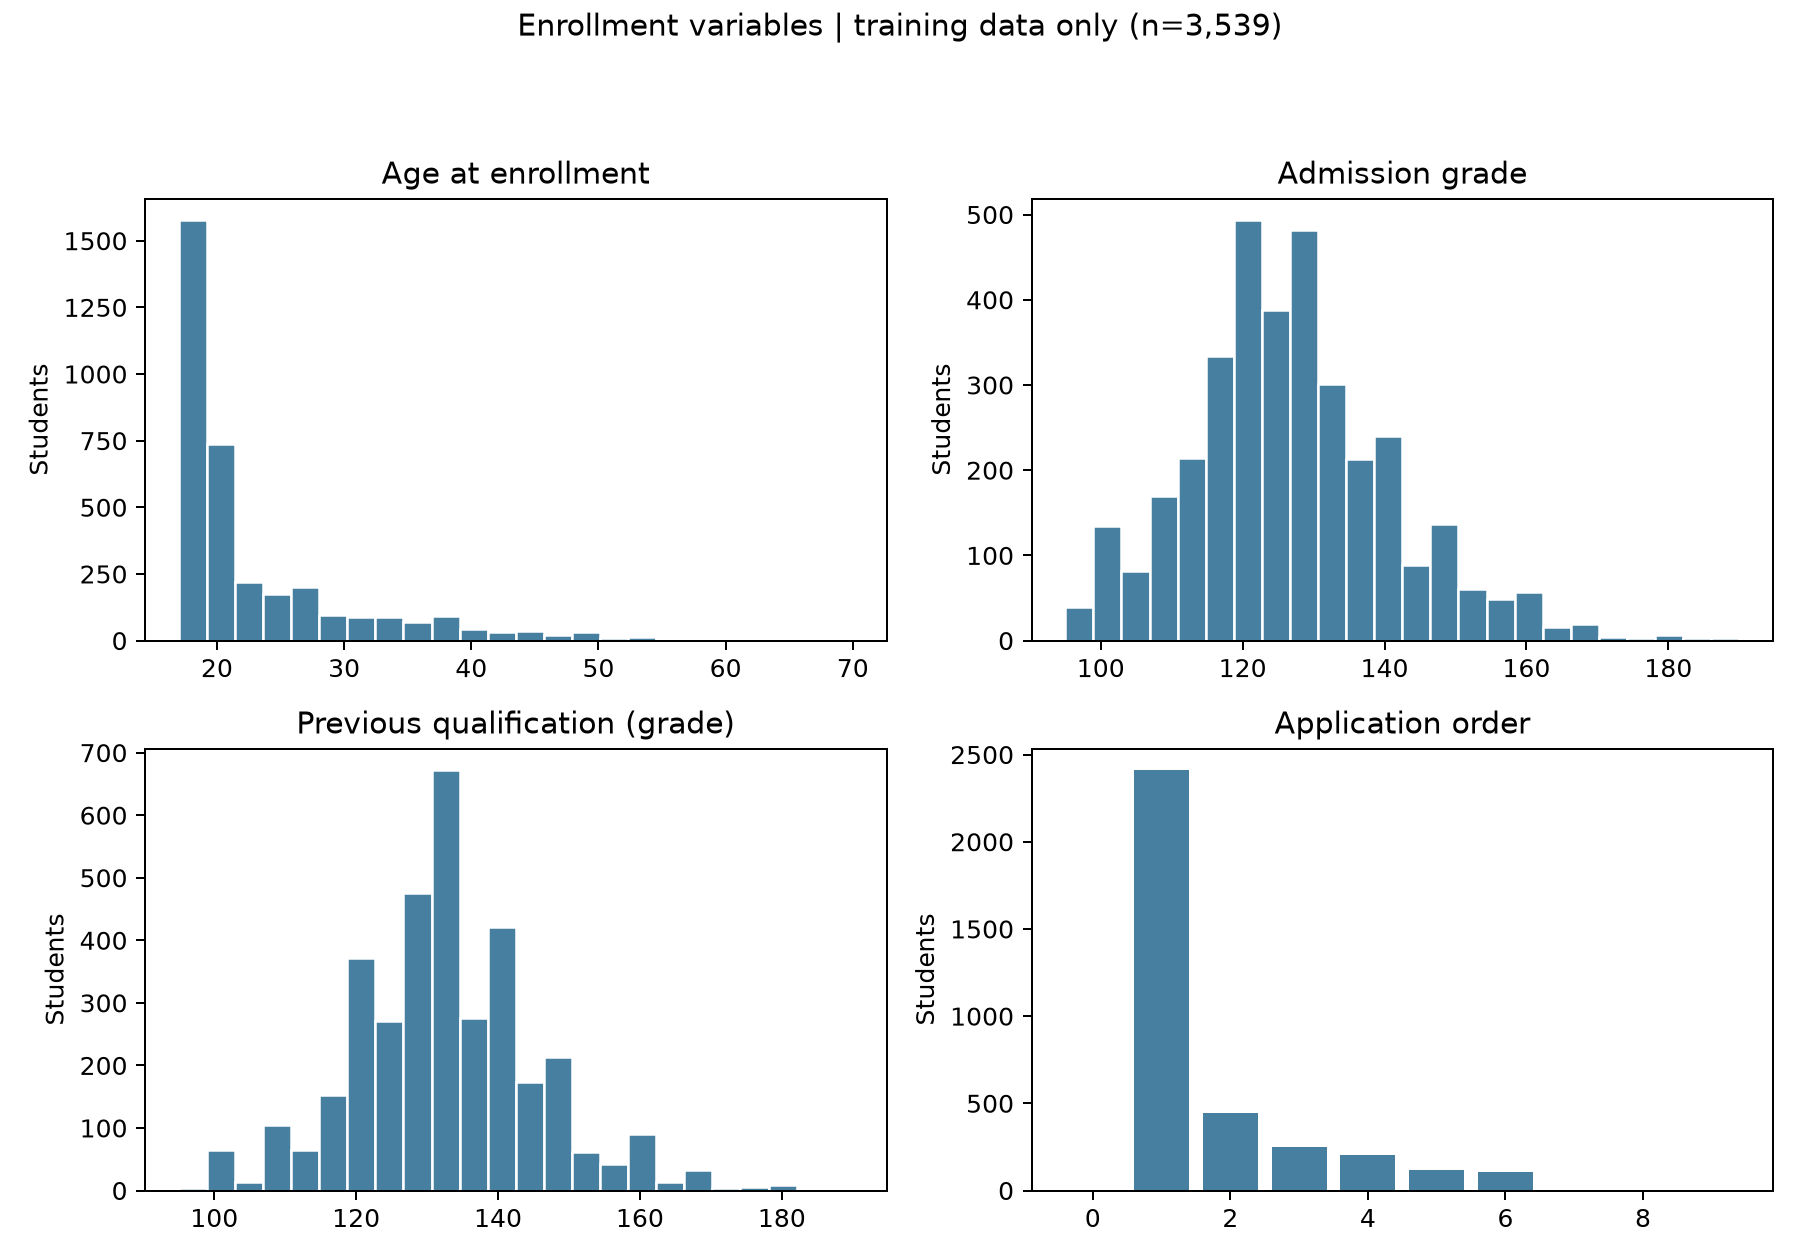 Enrollment variables | training data only (n=3,539)
Age at enrollment
Students
1500
1250
1000
750
500
250
0
20 30 40 50 60 70
Admission grade
Students
500
400
300
200
100
0
100 120 140 160 180
Previous qualification (grade)
Students
700
600
500
400
300
200
100
0
100 120 140 160 180
Application order
Students
2500
2000
1500
1000
500
0
0 2 4 6 8